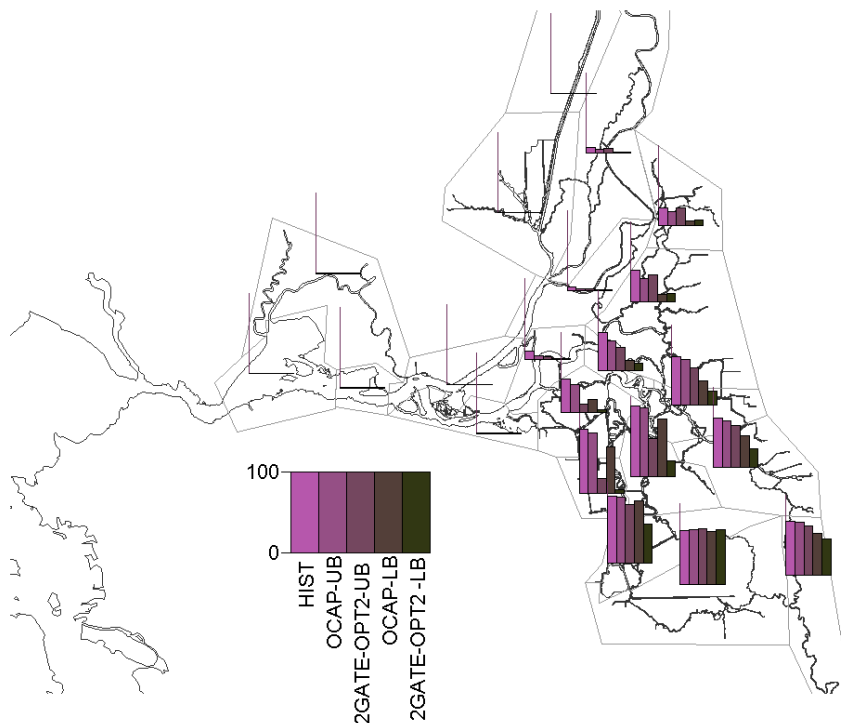 100
0
HIST
OCAP-UB
2GATE-OPT2-UB
OCAP-LB
2GATE-OPT2 -LB